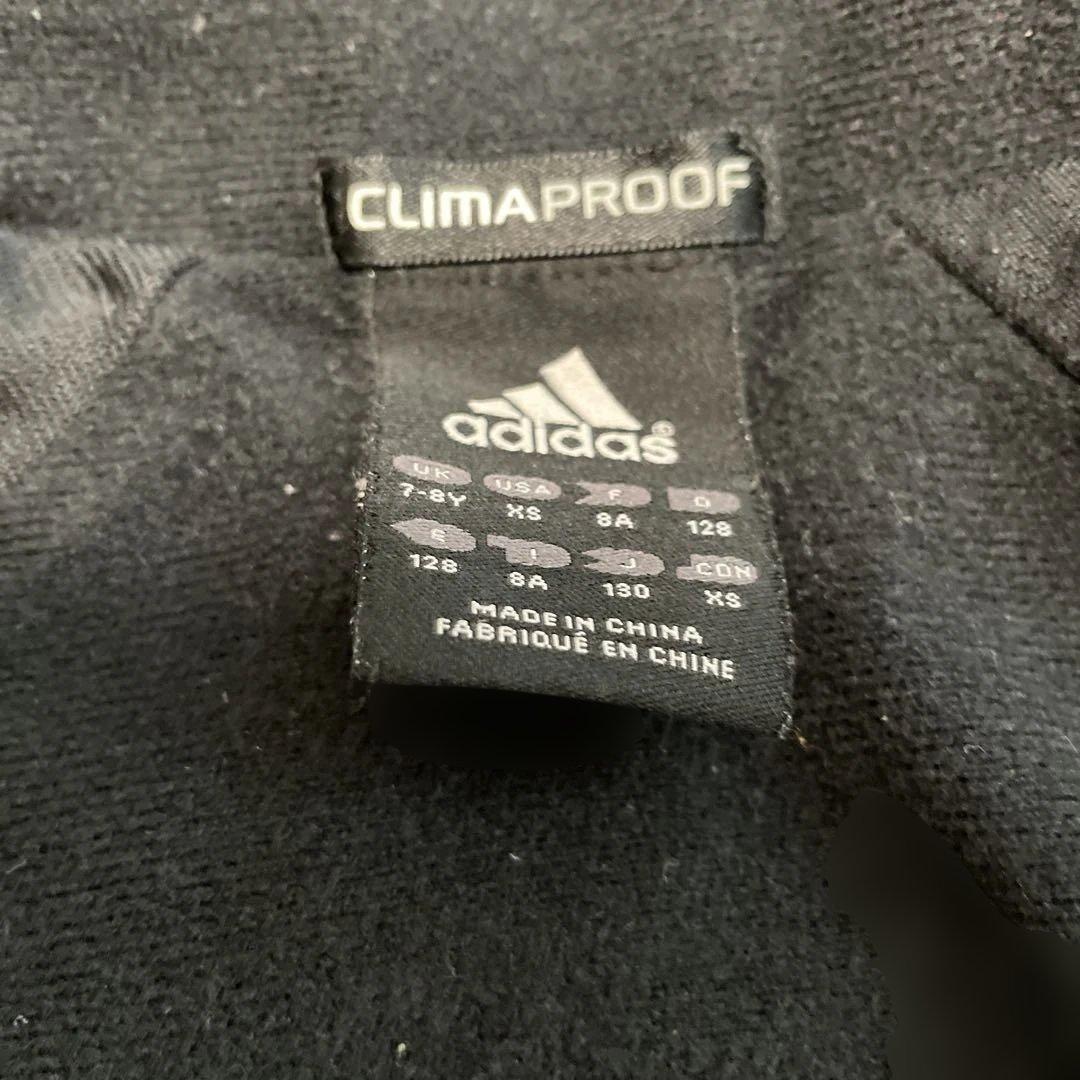 CLIMAPROOF
adidas®
UK USA F D
7-8Y XS 8A 128
E I J CDN
128 8A 130 XS
MADE IN CHINA
FABRIQUÉ EN CHINE